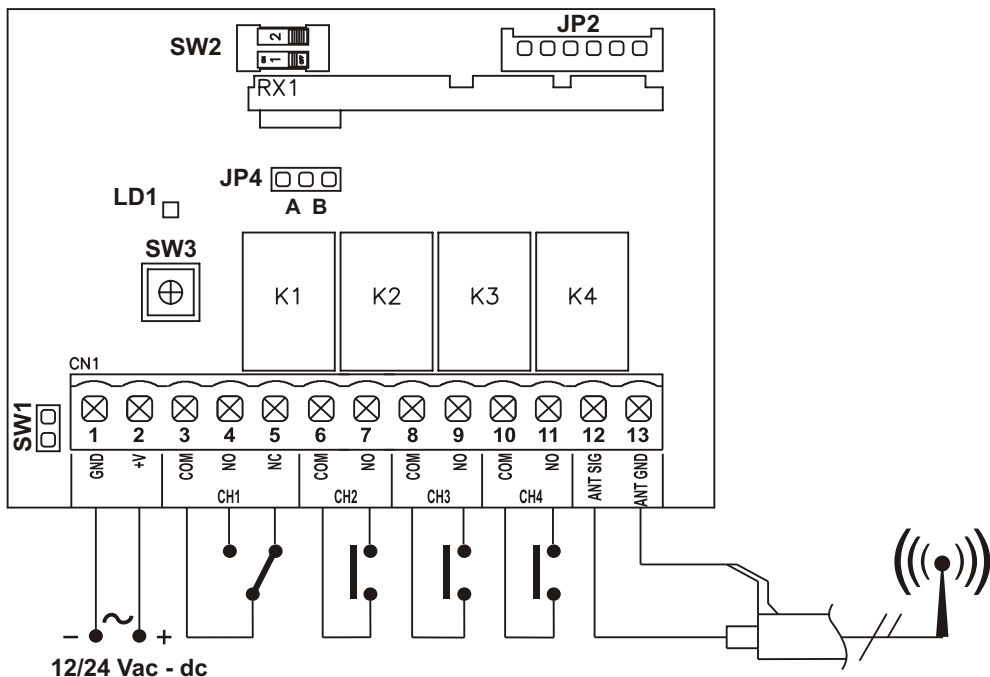 JP2
SW2
2
1
RX1
JP4
A B
LD1
SW3
K1 K2 K3 K4
CN1
SW1
1 2 3 4 5 6 7 8 9 10 11 12 13
GND +V COM NO NC COM NO COM NO COM NO ANT SIG ANT GND
CH1 CH2 CH3 CH4
− ~ +
12/24 Vac - dc